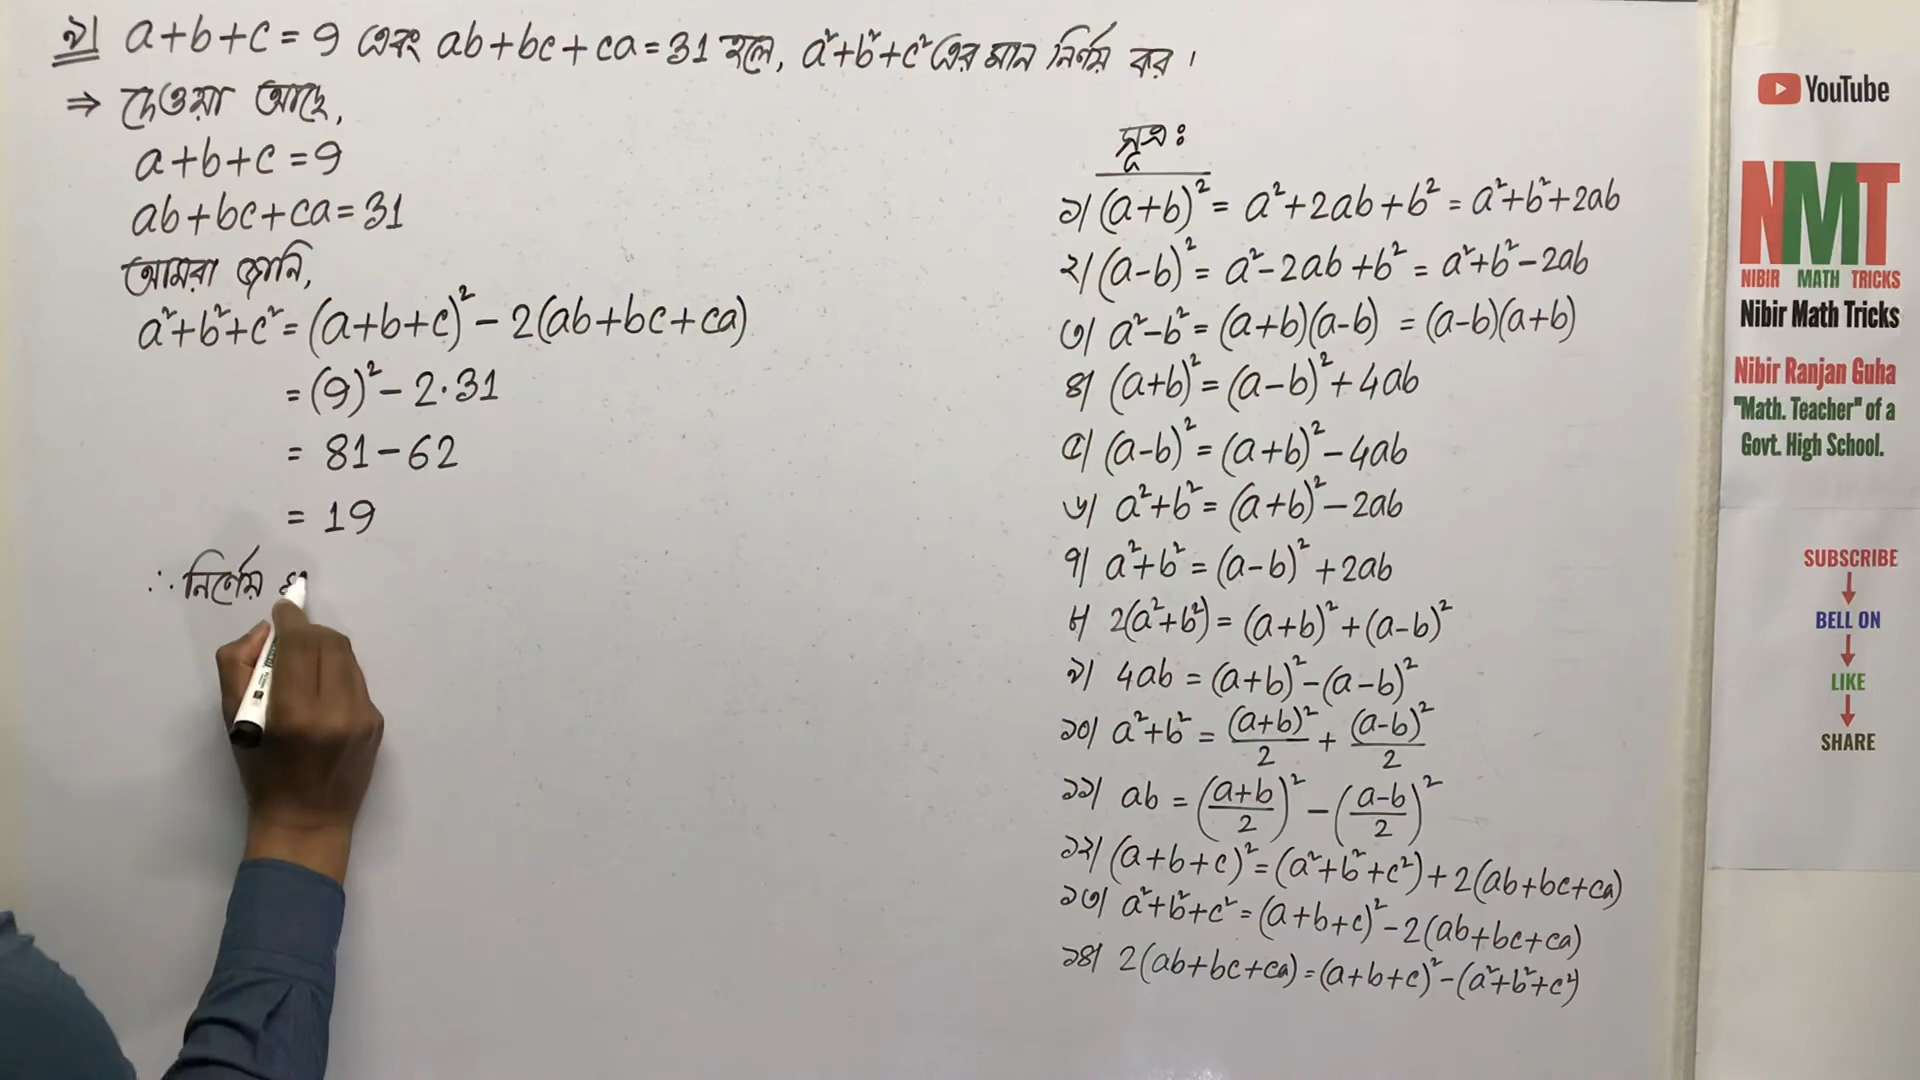 ৯। a+b+c = 9 এবং ab+bc+ca = 31 হলে, a²+b²+c² এর মান নির্ণয় কর।
⇒ দেওয়া আছে,
a+b+c = 9
ab+bc+ca = 31
আমরা জানি,
a²+b²+c² = (a+b+c)² - 2(ab+bc+ca)
= (9)² - 2·31
= 81 - 62
= 19
∴ নির্ণেয়
সূত্রঃ
১। (a+b)² = a²+2ab+b² = a²+b²+2ab
২। (a-b)² = a²-2ab+b² = a²+b²-2ab
৩। a²-b² = (a+b)(a-b) = (a-b)(a+b)
৪। (a+b)² = (a-b)²+4ab
৫। (a-b)² = (a+b)²-4ab
৬। a²+b² = (a+b)²-2ab
৭। a²+b² = (a-b)²+2ab
৮। 2(a²+b²) = (a+b)²+(a-b)²
৯। 4ab = (a+b)²-(a-b)²
১০। a²+b² = (a+b)²/2 + (a-b)²/2
১১। ab = ((a+b)/2)² - ((a-b)/2)²
১২। (a+b+c)² = (a²+b²+c²)+2(ab+bc+ca)
১৩। a²+b²+c² = (a+b+c)²-2(ab+bc+ca)
১৪। 2(ab+bc+ca) = (a+b+c)²-(a²+b²+c²)
YouTube
NMT
NIBIR MATH TRICKS
Nibir Math Tricks
Nibir Ranjan Guha
"Math. Teacher" of a
Govt. High School.
SUBSCRIBE
↓
BELL ON
↓
LIKE
↓
SHARE